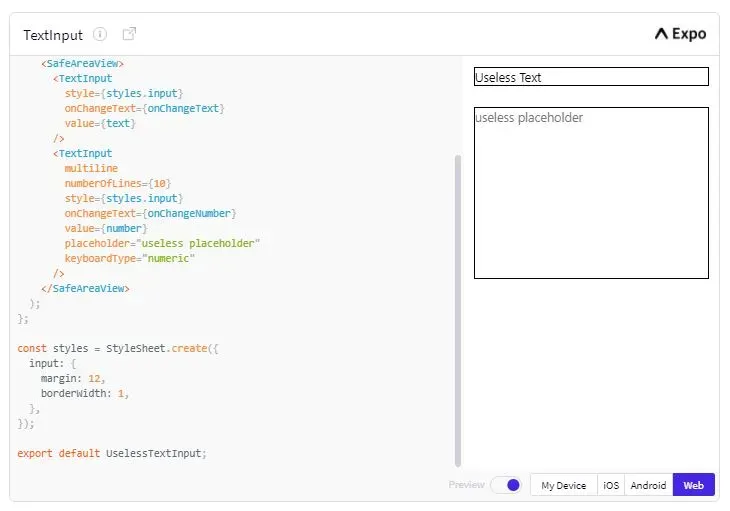 TextInput
Expo
<SafeAreaView>
<TextInput
style={styles.input}
onChangeText={onChangeText}
value={text}
/>
<TextInput
multiline
numberOfLines={10}
style={styles.input}
onChangeText={onChangeNumber}
value={number}
placeholder="useless placeholder"
keyboardType="numeric"
/>
</SafeAreaView>
);
};
const styles = StyleSheet.create({
input: {
margin: 12,
borderWidth: 1,
},
});
export default UselessTextInput;
Useless Text
useless placeholder
Preview
My Device
iOS
Android
Web